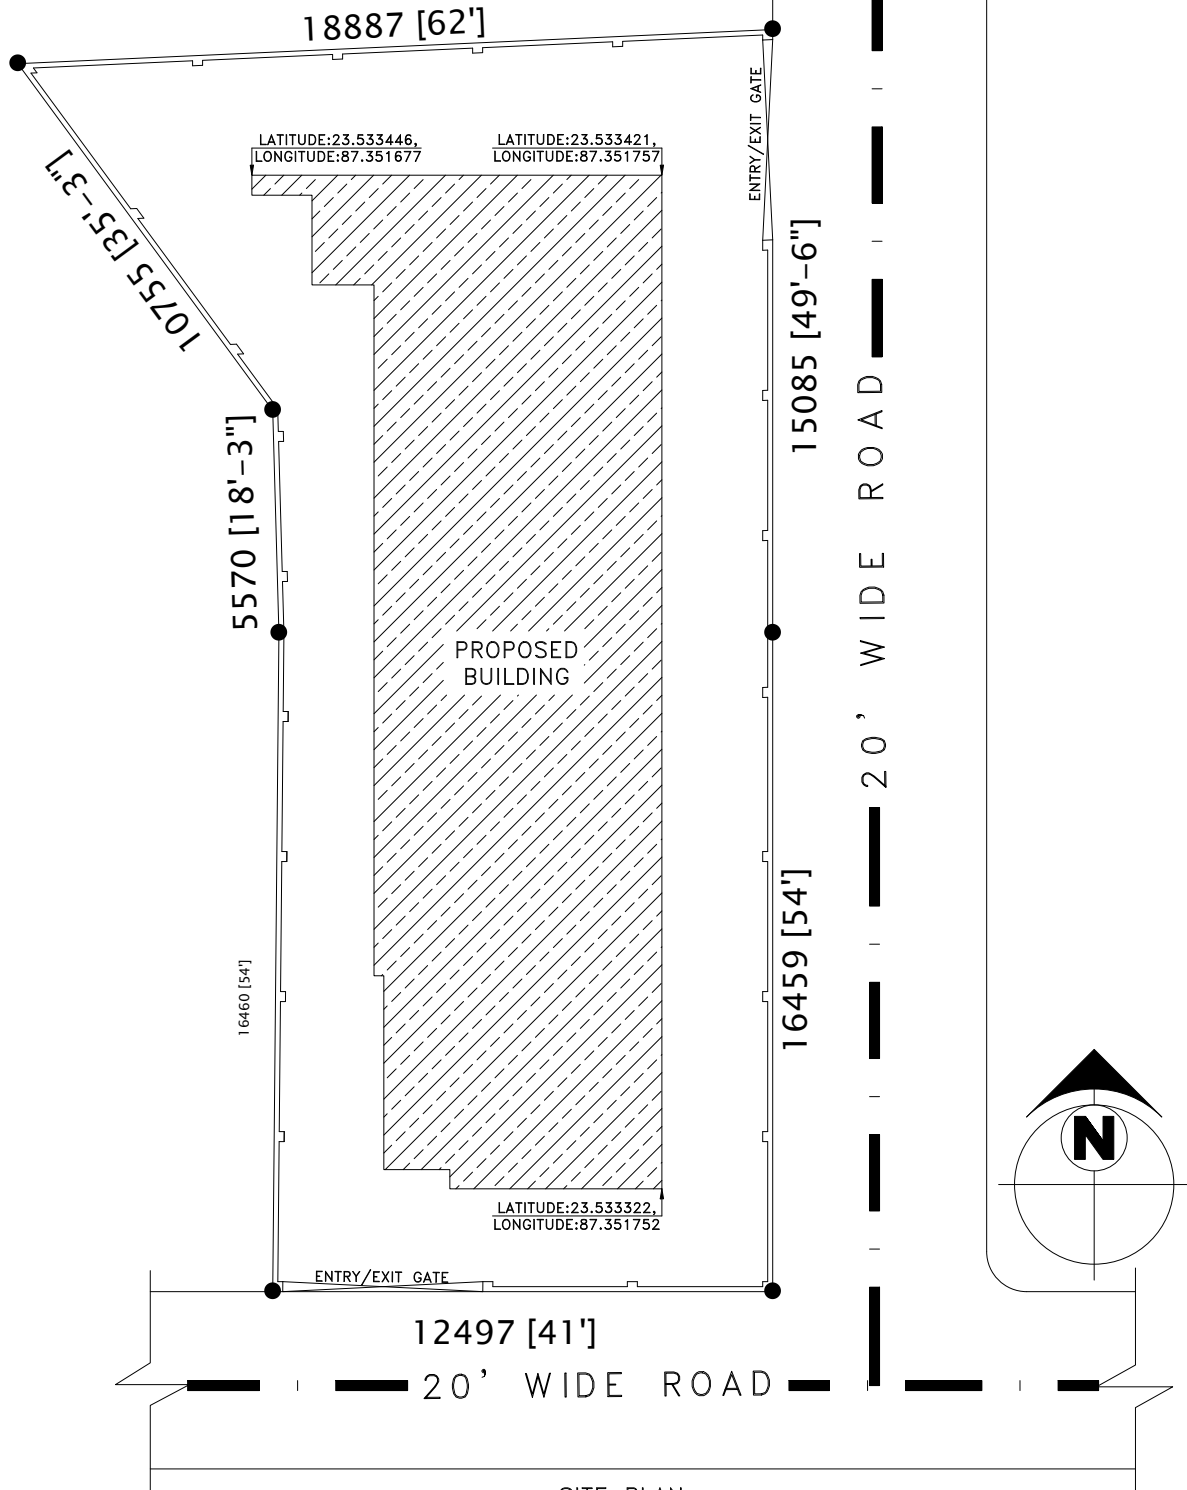 18887 [62']
ENTRY/EXIT GATE
LATITUDE:23.533446,
LONGITUDE:87.351677
LATITUDE:23.533421,
LONGITUDE:87.351757
10755 [35'-3"]
15085 [49'-6"]
5570 [18'-3"]
20' WIDE ROAD
PROPOSED
BUILDING
16459 [54']
16460 [54']
N
LATITUDE:23.533322,
LONGITUDE:87.351752
ENTRY/EXIT GATE
12497 [41']
20' WIDE ROAD
SITE PLAN